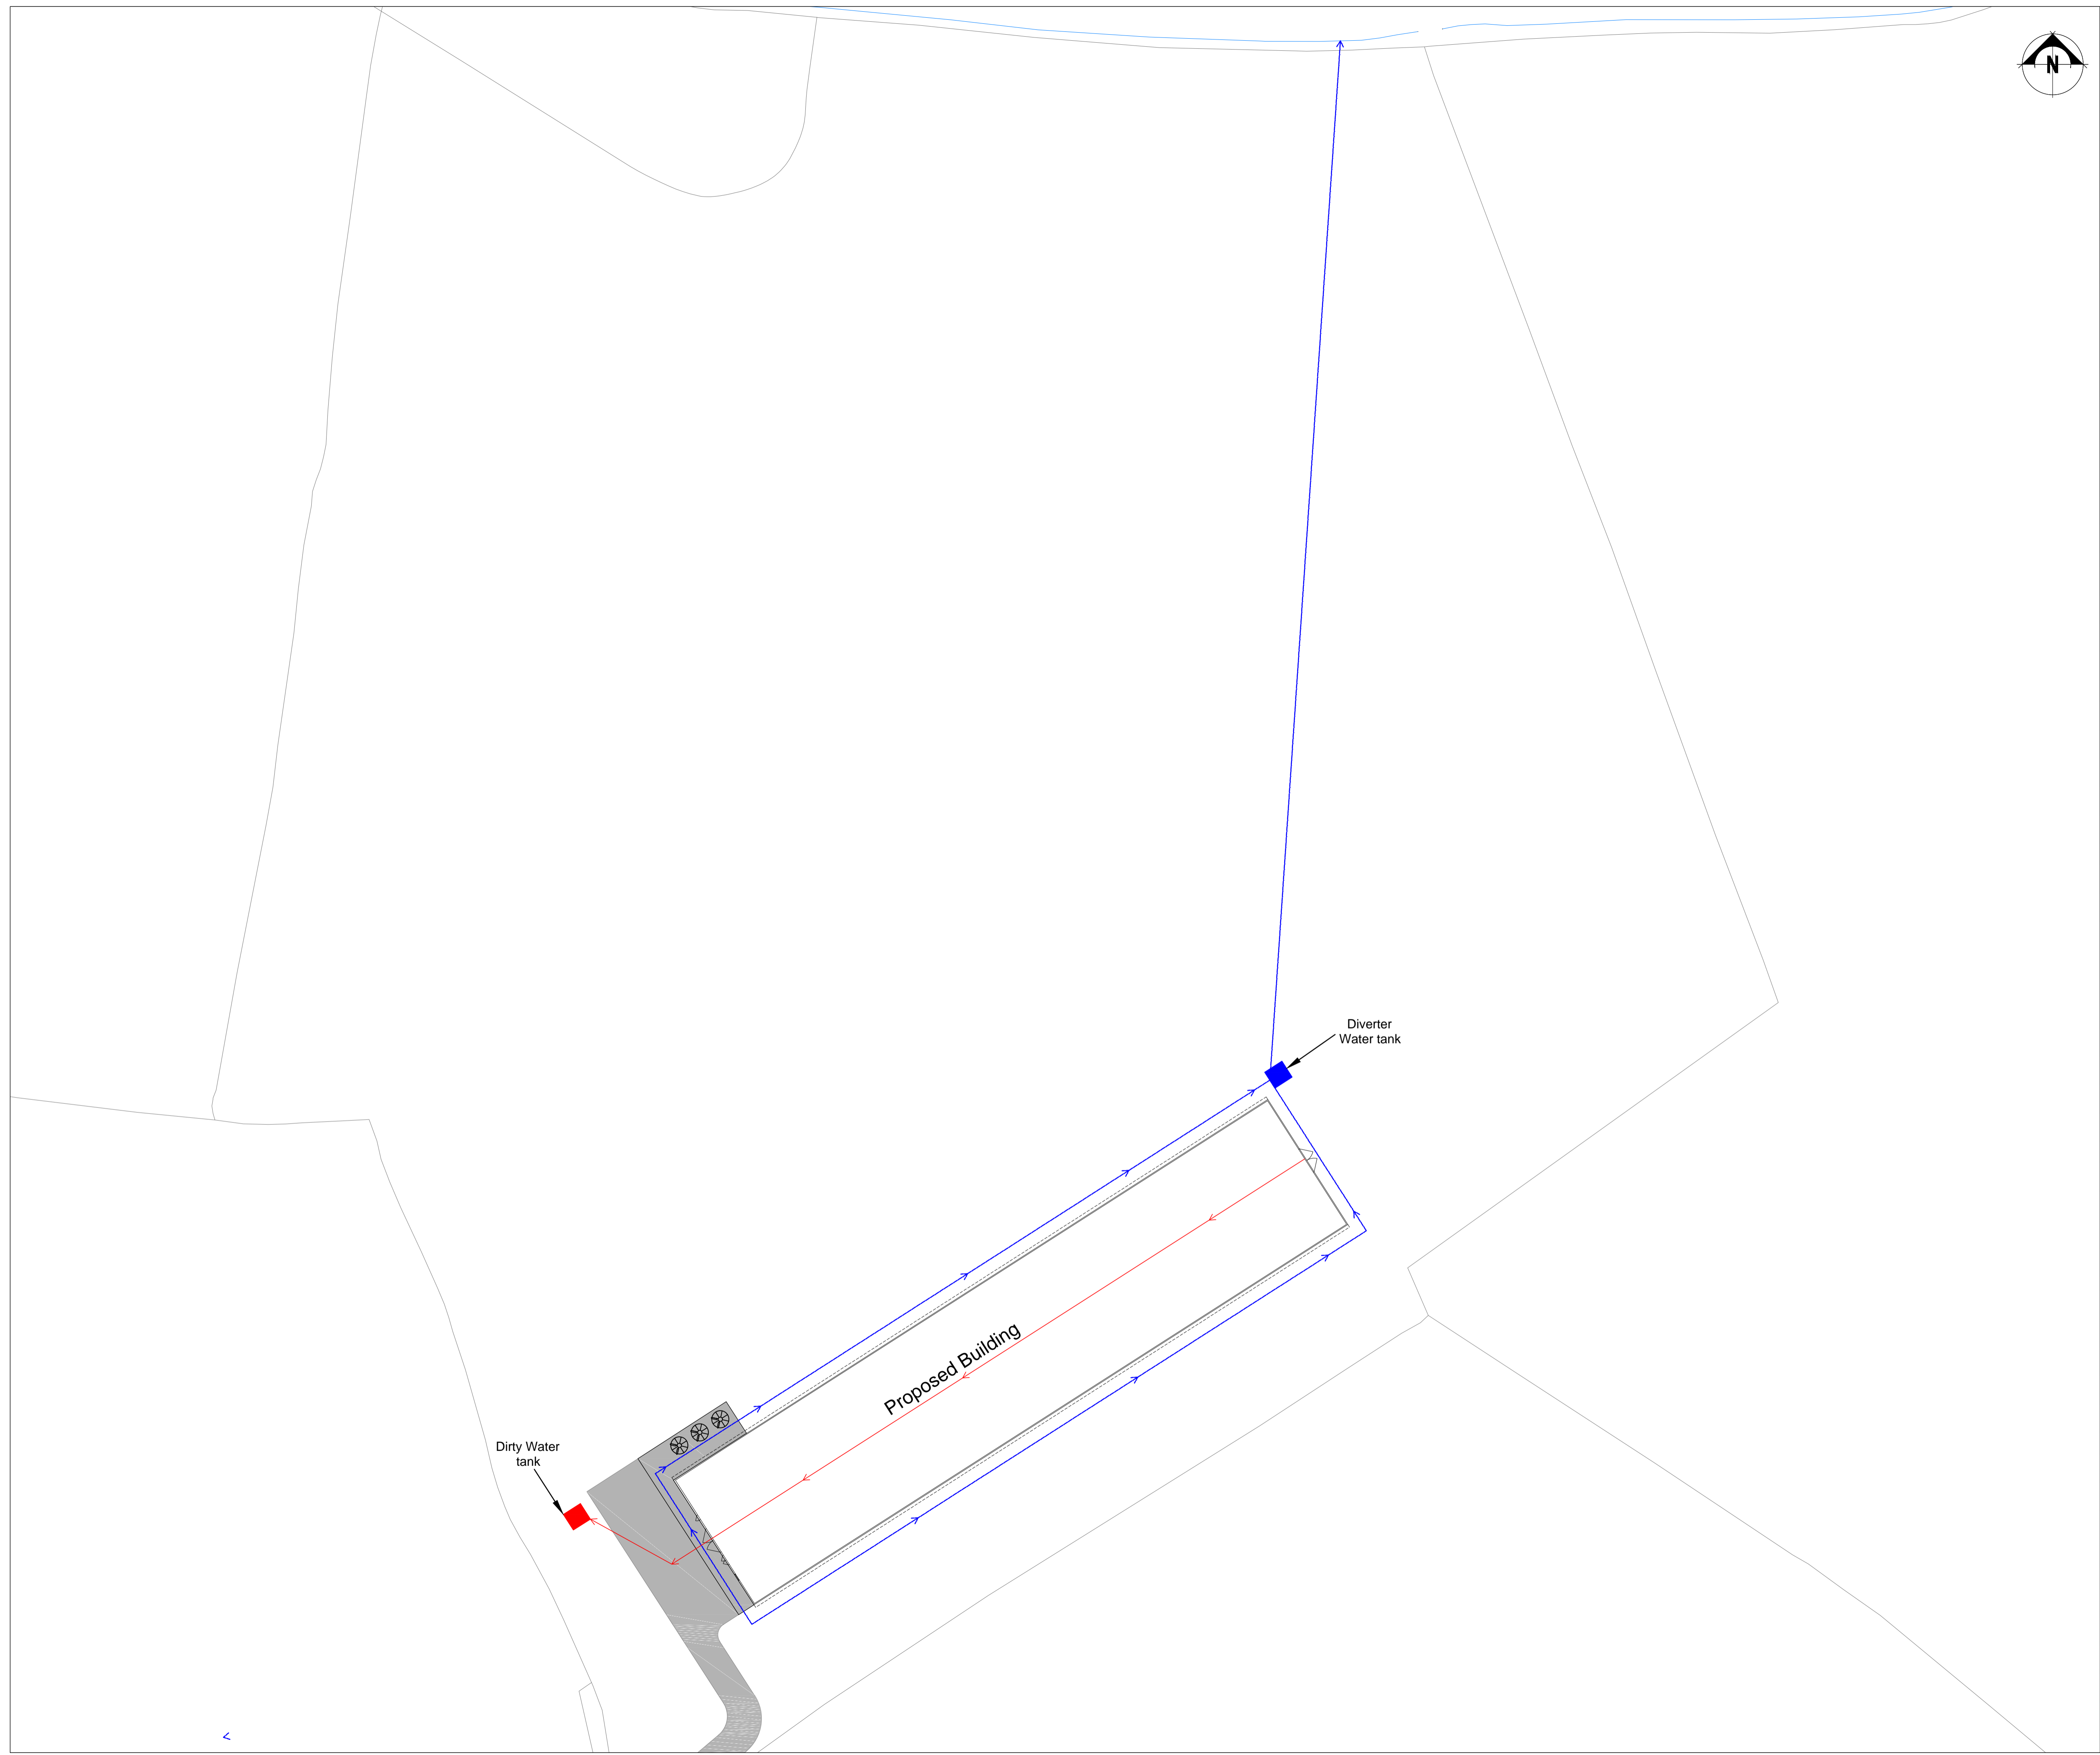 N
Diverter
Water tank
Proposed Building
Dirty Water
tank